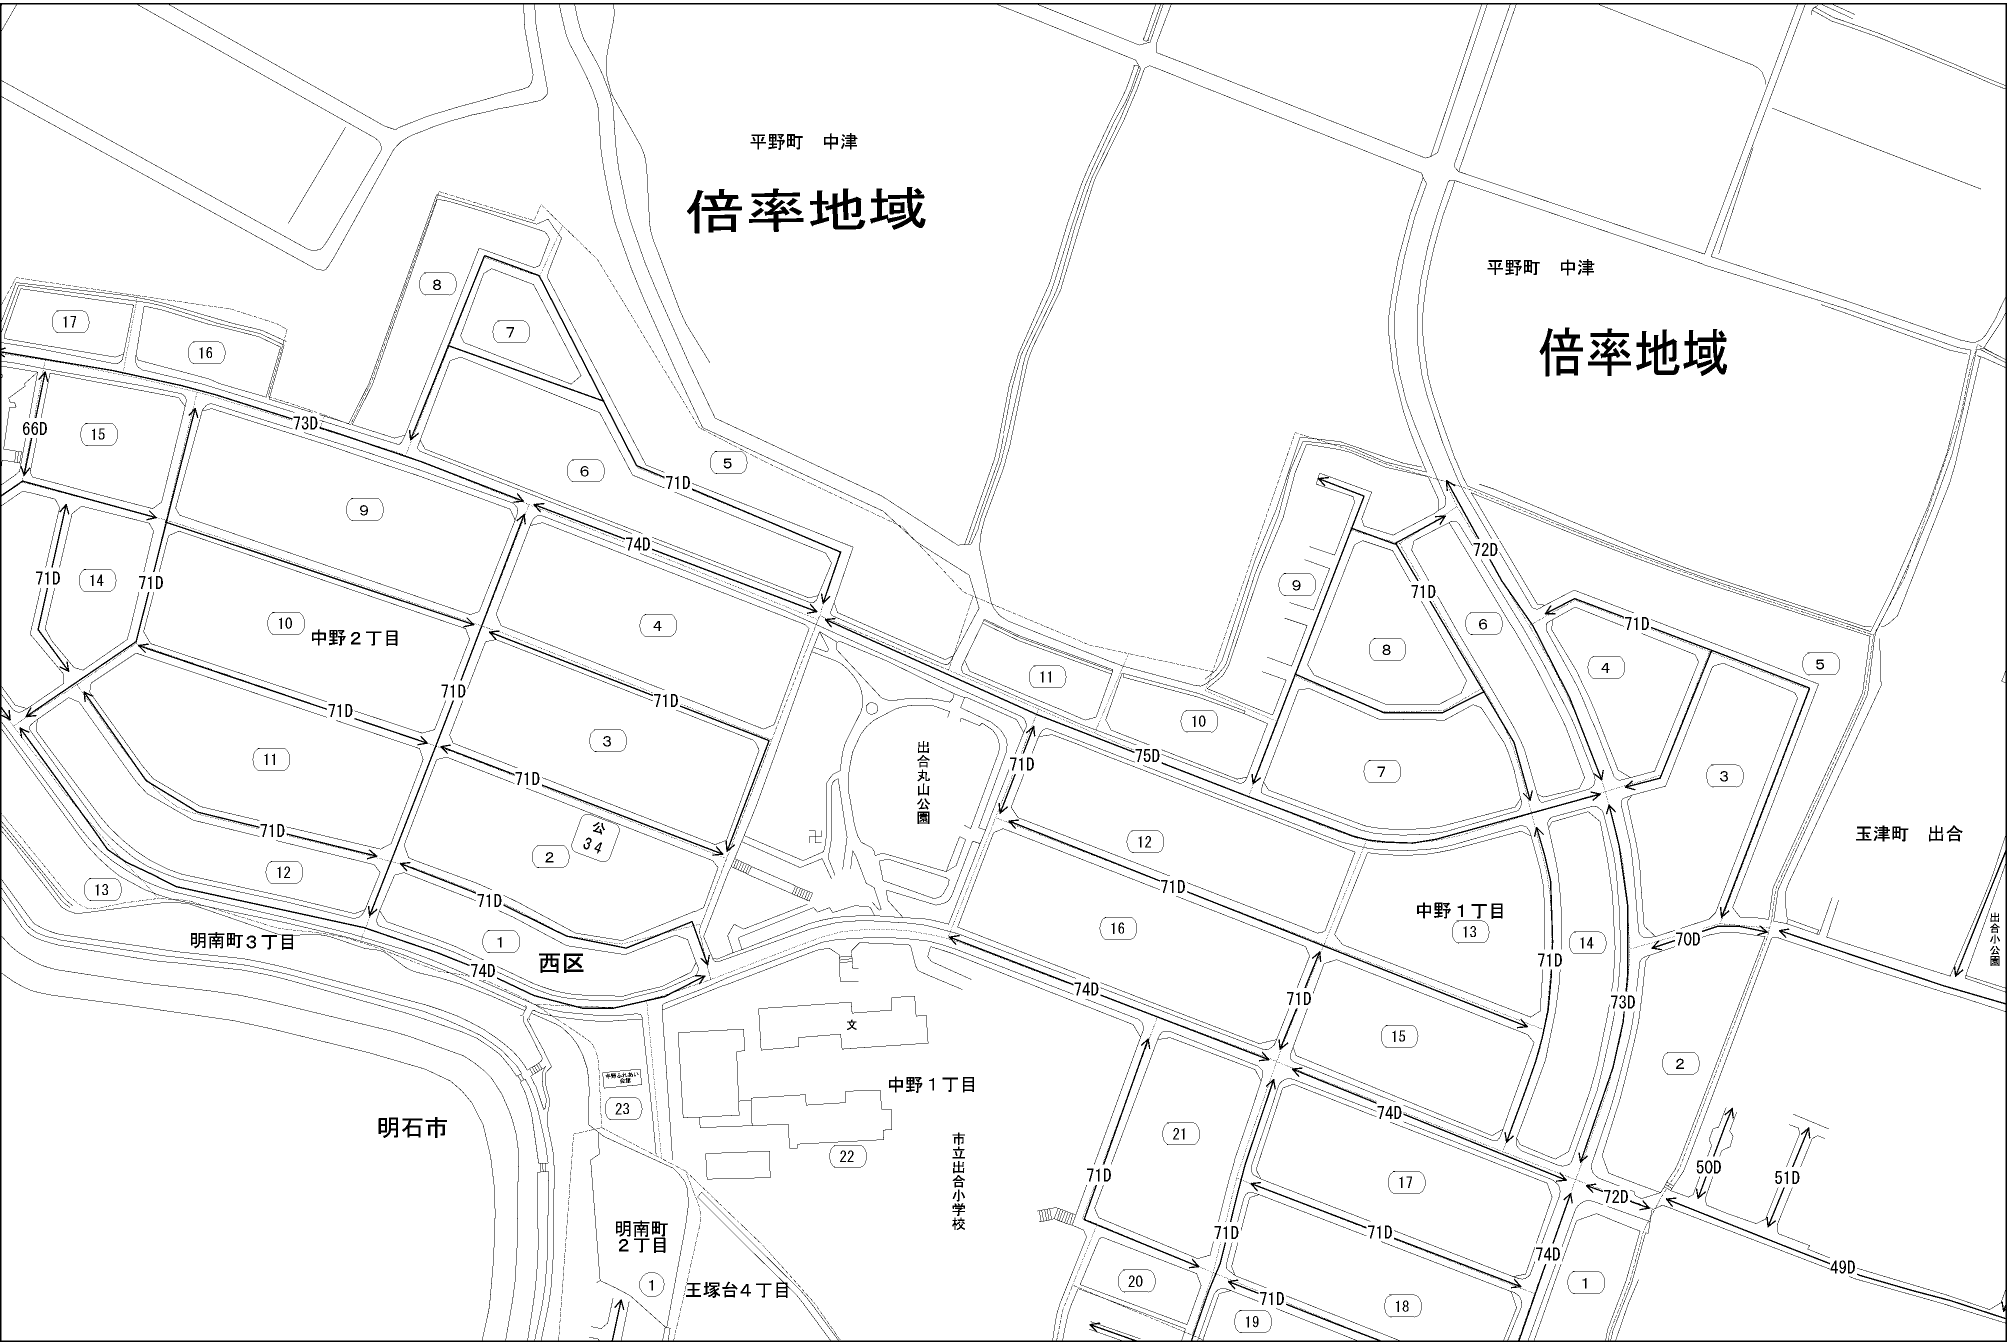 平野町　中津
倍率地域
平野町　中津
倍率地域
8
7
17
16
66D
15
73D
9
6
5
71D
74D
71D
14
71D
10
中野２丁目
4
71D
71D
71D
3
11
71D
71D
2
公
34
12
13
71D
1
明南町３丁目
西区
74D
出合丸山公園
11
10
9
8
7
71D
72D
6
71D
4
5
3
71D
75D
12
71D
中野１丁目
13
14
16
71D
70D
玉津町　出合
出合小公園
74D
71D
73D
15
2
文
中野１丁目
中野ふれあい
会館
23
22
市立出合小学校
明石市
明南町
２丁目
1
王塚台４丁目
21
71D
74D
17
50D
51D
72D
71D
71D
74D
49D
20
71D
18
1
19